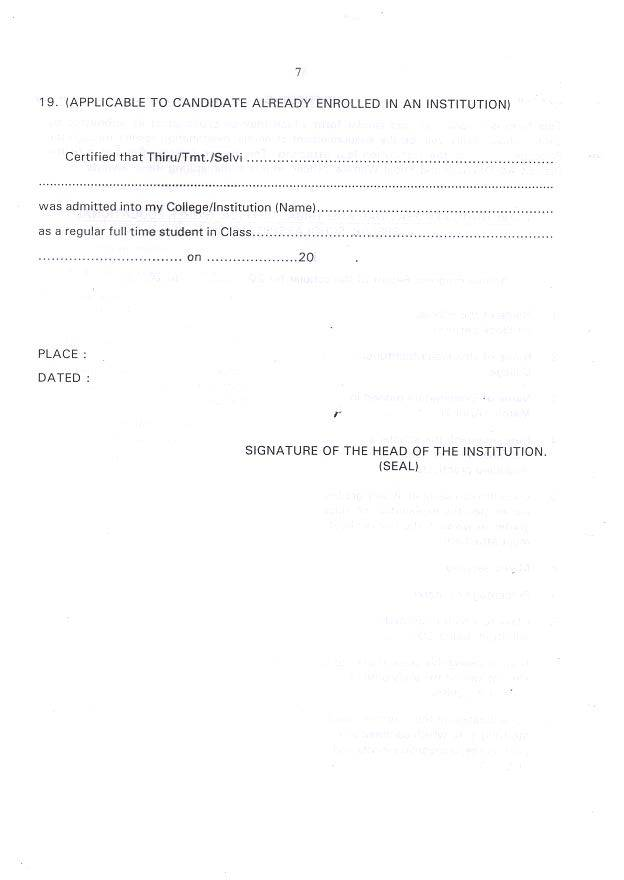 7
19. (APPLICABLE TO CANDIDATE ALREADY ENROLLED IN AN INSTITUTION)
Certified that Thiru/Tmt./Selvi ..............................................................................
.................................................................................................................................
was admitted into my College/Institution (Name)............................................................
as a regular full time student in Class............................................................................
.................................... on .......................20 .
PLACE :
DATED :
r
SIGNATURE OF THE HEAD OF THE INSTITUTION.
(SEAL)